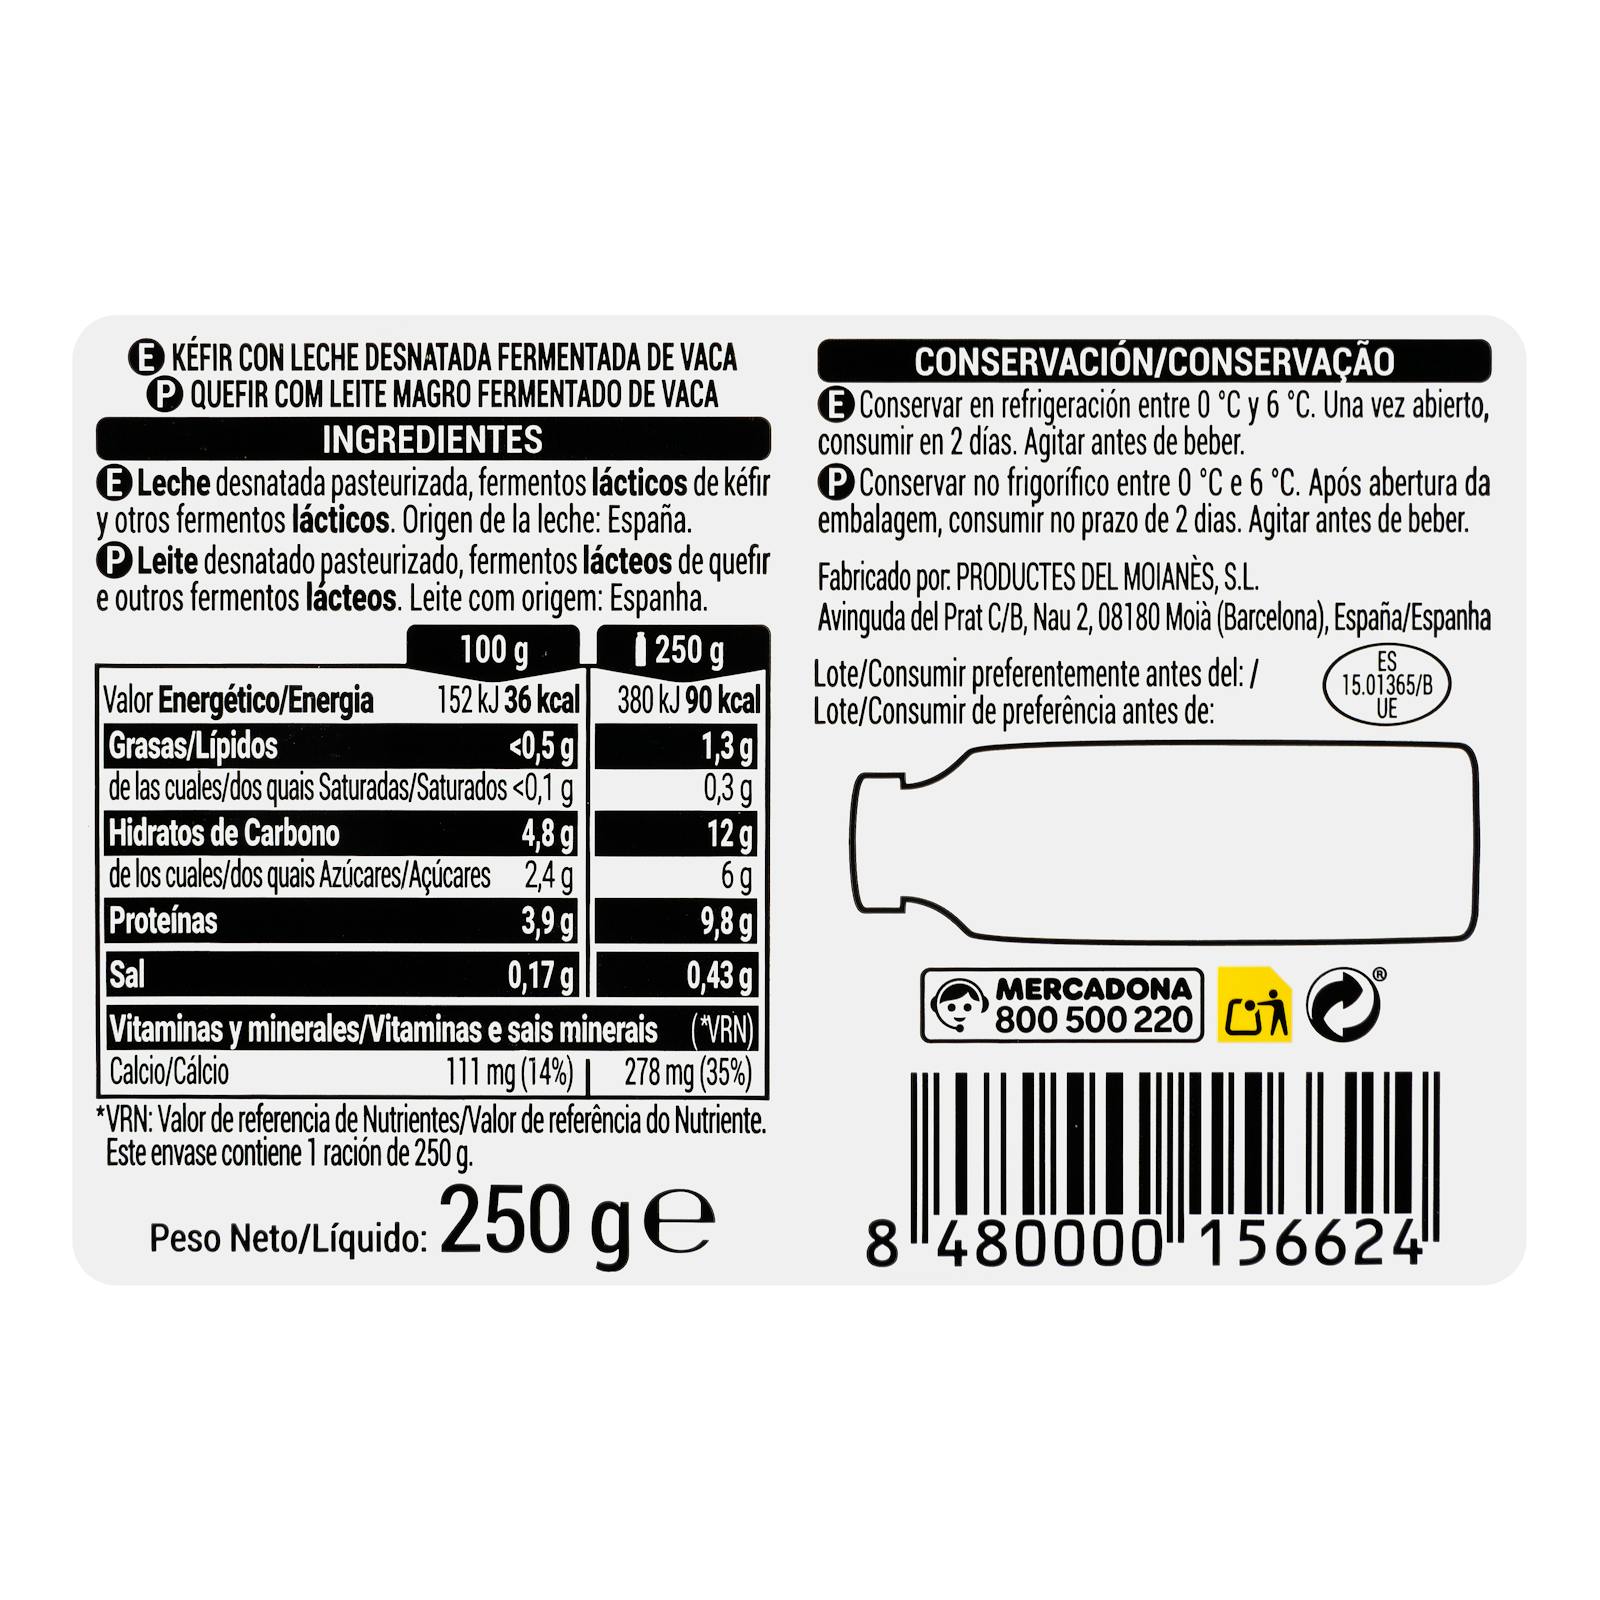 E KÉFIR CON LECHE DESNATADA FERMENTADA DE VACA
P QUEFIR COM LEITE MAGRO FERMENTADO DE VACA
INGREDIENTES
E Leche desnatada pasteurizada, fermentos lácticos de kéfir
y otros fermentos lácticos. Origen de la leche: España.
P Leite desnatado pasteurizado, fermentos lácteos de quefir
e outros fermentos lácteos. Leite com origem: Espanha.
100 g 250 g
Valor Energético/Energia 152 kJ 36 kcal 380 kJ 90 kcal
Grasas/Lípidos <0,5 g 1,3 g
de las cuales/dos quais Saturadas/Saturados <0,1 g 0,3 g
Hidratos de Carbono 4,8 g 12 g
de los cuales/dos quais Azúcares/Açúcares 2,4 g 6 g
Proteínas 3,9 g 9,8 g
Sal 0,17 g 0,43 g
Vitaminas y minerales/Vitaminas e sais minerais (*VRN)
Calcio/Cálcio 111 mg (14%) 278 mg (35%)
*VRN: Valor de referencia de Nutrientes/Valor de referência do Nutriente.
Este envase contiene 1 ración de 250 g.
Peso Neto/Líquido: 250 g e
CONSERVACIÓN/CONSERVAÇÃO
E Conservar en refrigeración entre 0 °C y 6 °C. Una vez abierto,
consumir en 2 días. Agitar antes de beber.
P Conservar no frigorífico entre 0 °C e 6 °C. Após abertura da
embalagem, consumir no prazo de 2 dias. Agitar antes de beber.
Fabricado por: PRODUCTES DEL MOIANÈS, S.L.
Avinguda del Prat C/B, Nau 2, 08180 Moià (Barcelona), España/Espanha
Lote/Consumir preferentemente antes del: /
Lote/Consumir de preferência antes de:
ES
15.01365/B
UE
MERCADONA
800 500 220
®
8 480000 156624